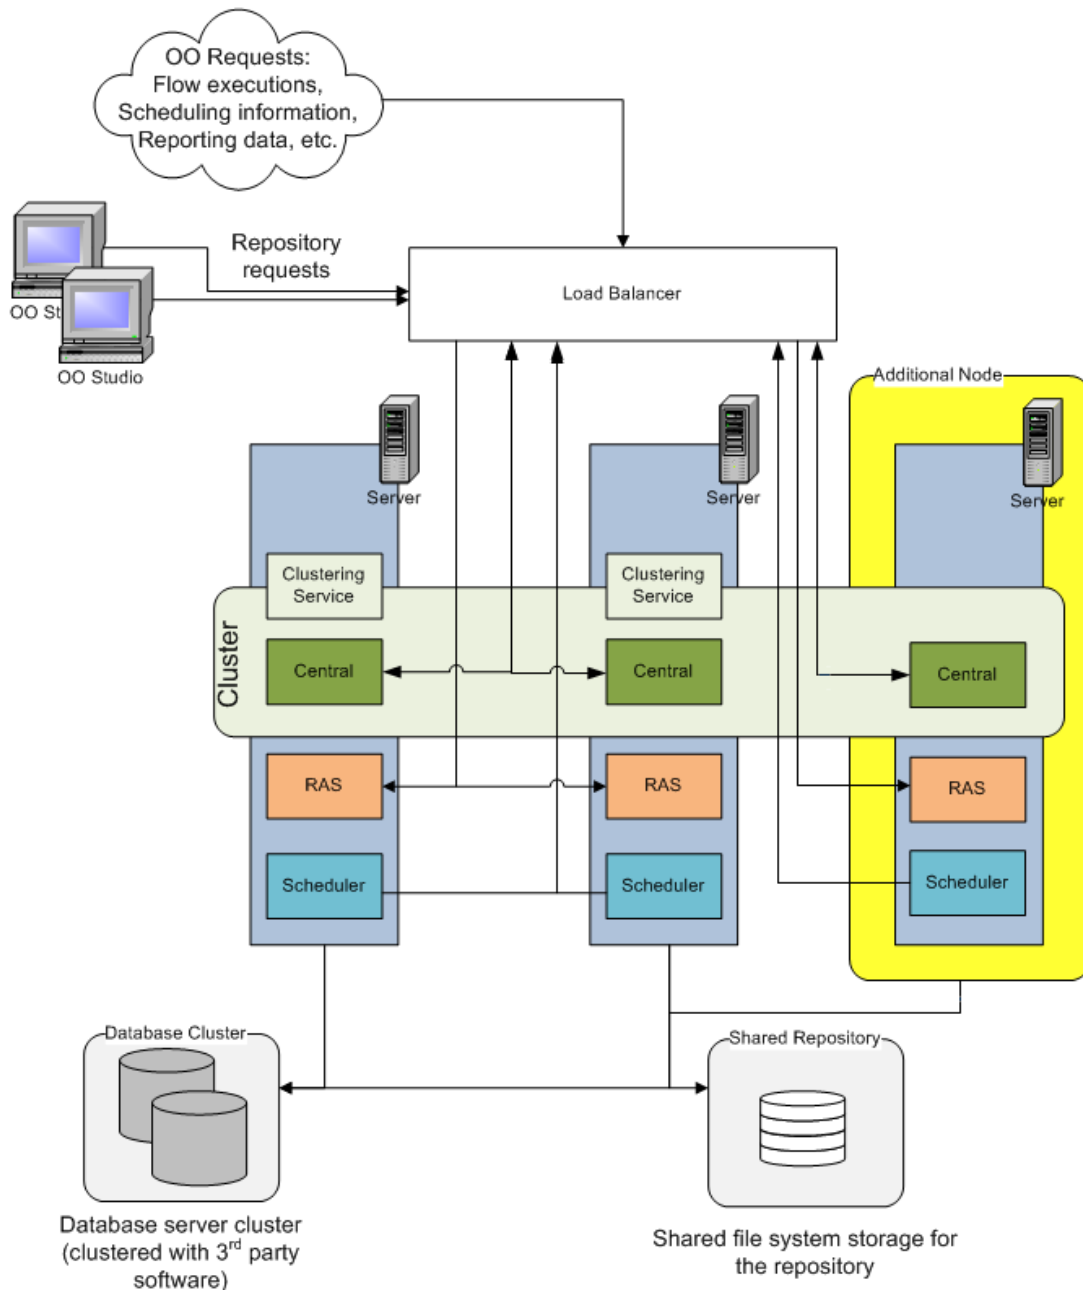 OO Requests:
Flow executions,
Scheduling information,
Reporting data, etc.
Repository
requests
OO St
OO Studio
Load Balancer
Additional Node
Server
Server
Server
Clustering
Service
Clustering
Service
Cluster
Central
Central
Central
RAS
RAS
RAS
Scheduler
Scheduler
Scheduler
Database Cluster
Shared Repository
Database server cluster
(clustered with 3rd party
software)
Shared file system storage for
the repository